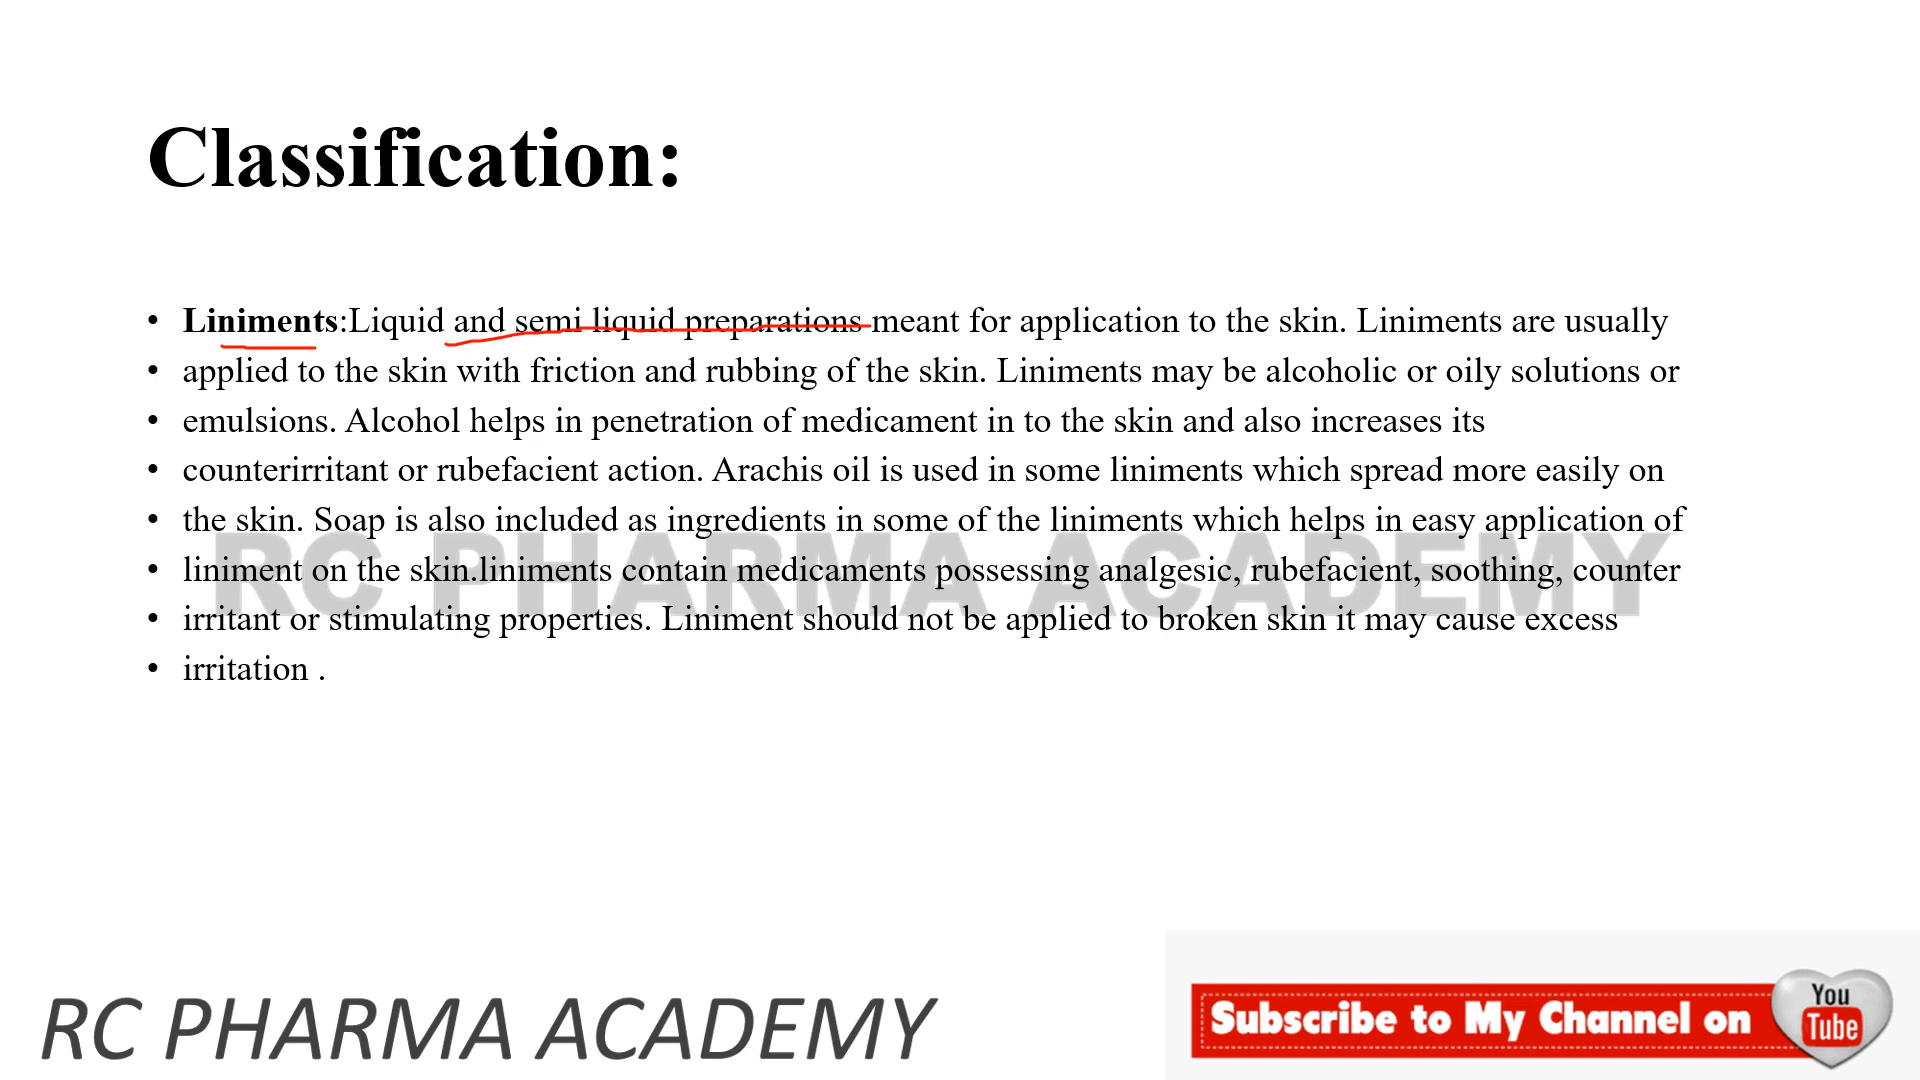 Classification:
• Liniments:Liquid and semi liquid preparations meant for application to the skin. Liniments are usually
• applied to the skin with friction and rubbing of the skin. Liniments may be alcoholic or oily solutions or
• emulsions. Alcohol helps in penetration of medicament in to the skin and also increases its
• counterirritant or rubefacient action. Arachis oil is used in some liniments which spread more easily on
• the skin. Soap is also included as ingredients in some of the liniments which helps in easy application of
• liniment on the skin.liniments contain medicaments possessing analgesic, rubefacient, soothing, counter
• irritant or stimulating properties. Liniment should not be applied to broken skin it may cause excess
• irritation .
RC PHARMA ACADEMY
RC PHARMA ACADEMY
Subscribe to My Channel on
You
Tube